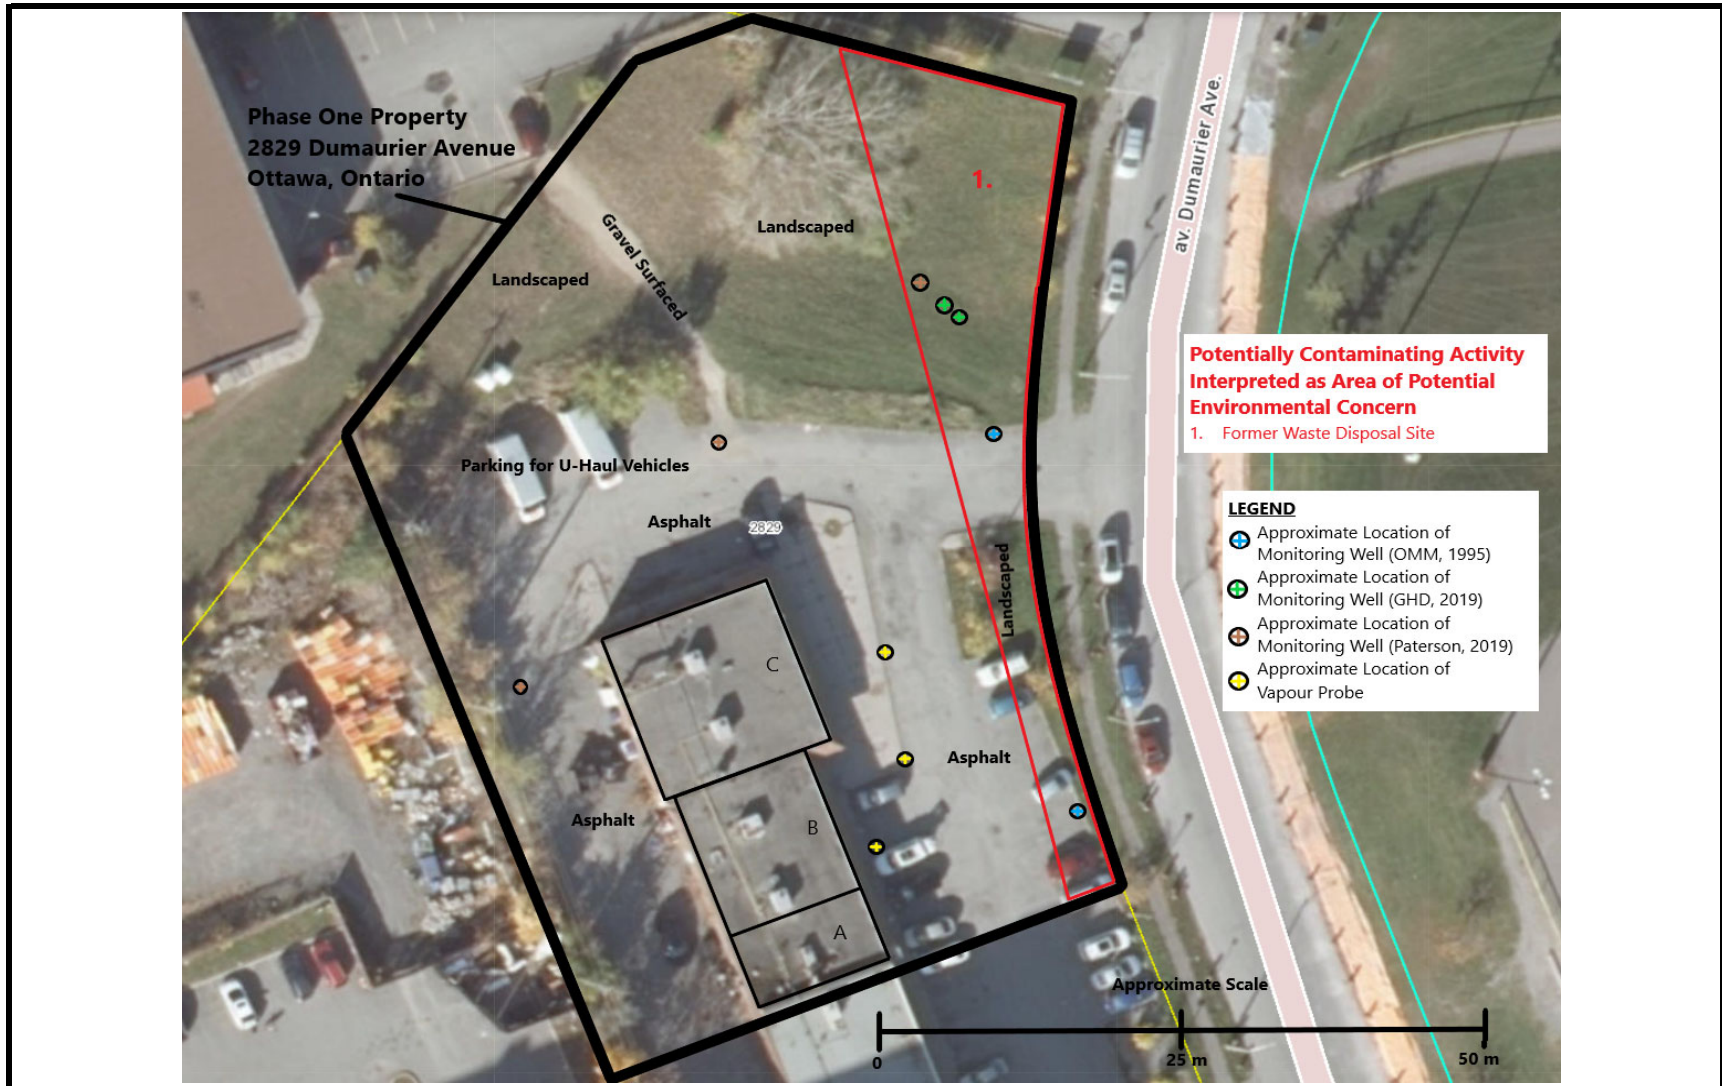 Phase One Property
2829 Dumaurier Avenue
Ottawa, Ontario
1.
av. Dumaurier Ave.
Landscaped
Gravel Surfaced
Landscaped
Potentially Contaminating Activity
Interpreted as Area of Potential
Environmental Concern
1. Former Waste Disposal Site
Parking for U-Haul Vehicles
Asphalt
2829
LEGEND
Approximate Location of
Monitoring Well (OMM, 1995)
Approximate Location of
Monitoring Well (GHD, 2019)
Approximate Location of
Monitoring Well (Paterson, 2019)
Approximate Location of
Vapour Probe
Landscaped
C
Asphalt
Asphalt
B
A
Approximate Scale
0
25 m
50 m